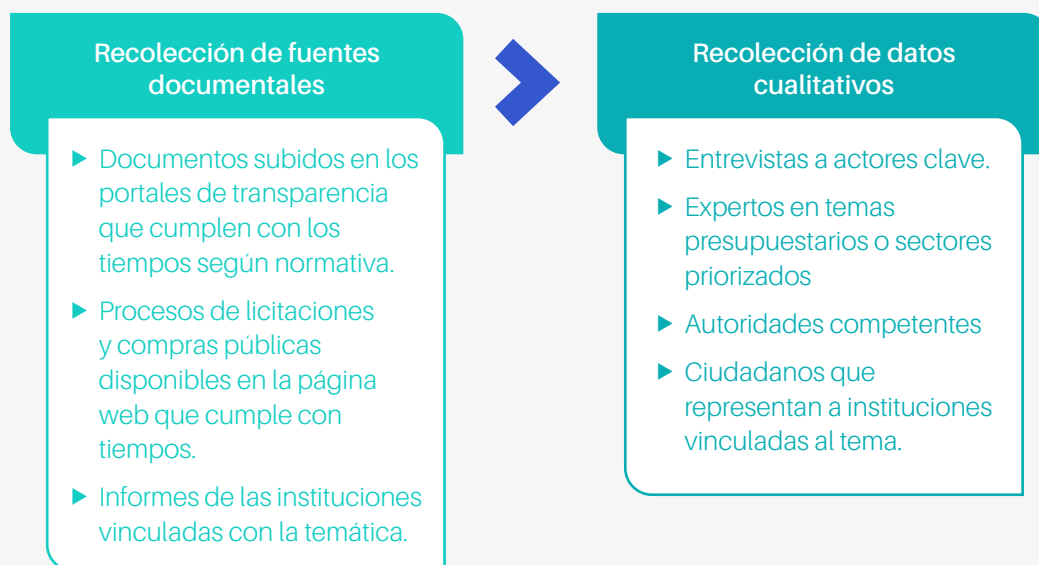 Recolección de fuentes
documentales
Documentos subidos en los
portales de transparencia
que cumplen con los
tiempos según normativa.
Procesos de licitaciones
y compras públicas
disponibles en la página
web que cumple con
tiempos.
Informes de las instituciones
vinculadas con la temática.
Recolección de datos
cualitativos
Entrevistas a actores clave.
Expertos en temas
presupuestarios o sectores
priorizados
Autoridades competentes
Ciudadanos que
representan a instituciones
vinculadas al tema.